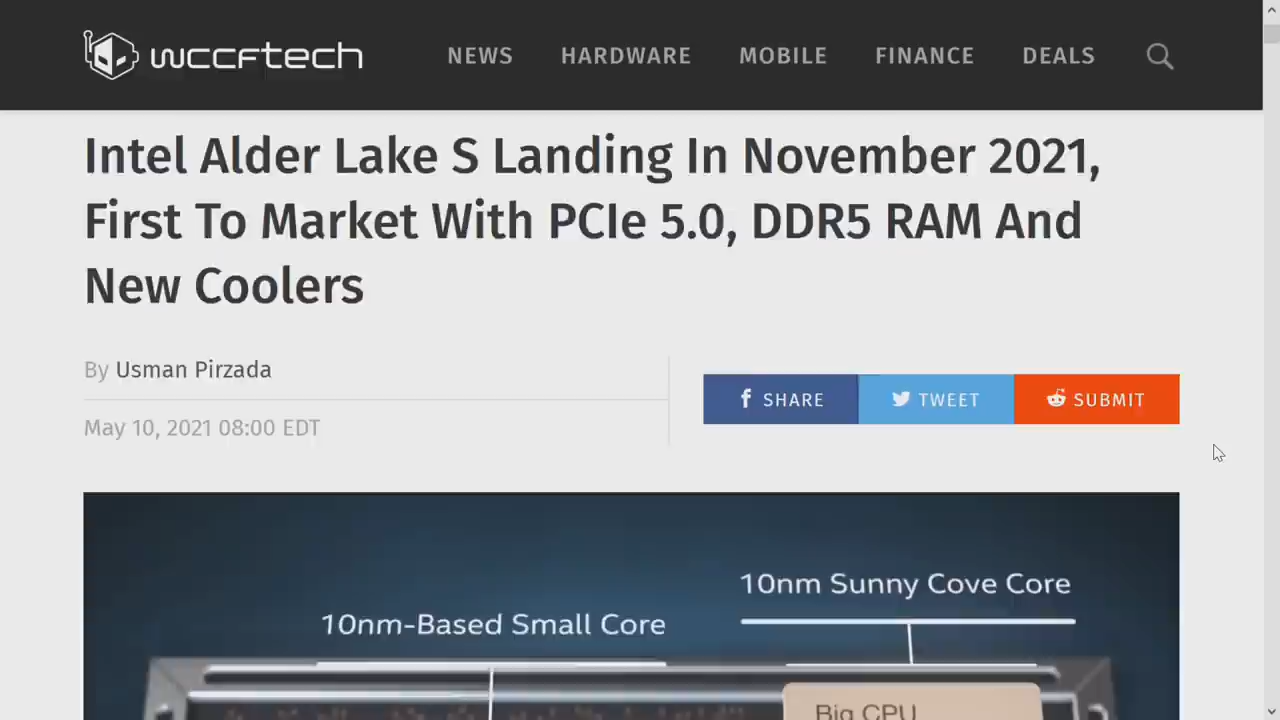 wccftech
NEWS HARDWARE MOBILE FINANCE DEALS
Intel Alder Lake S Landing In November 2021,
First To Market With PCIe 5.0, DDR5 RAM And
New Coolers
By Usman Pirzada
May 10, 2021 08:00 EDT
SHARE TWEET SUBMIT
10nm Sunny Cove Core
10nm-Based Small Core
Big CPU